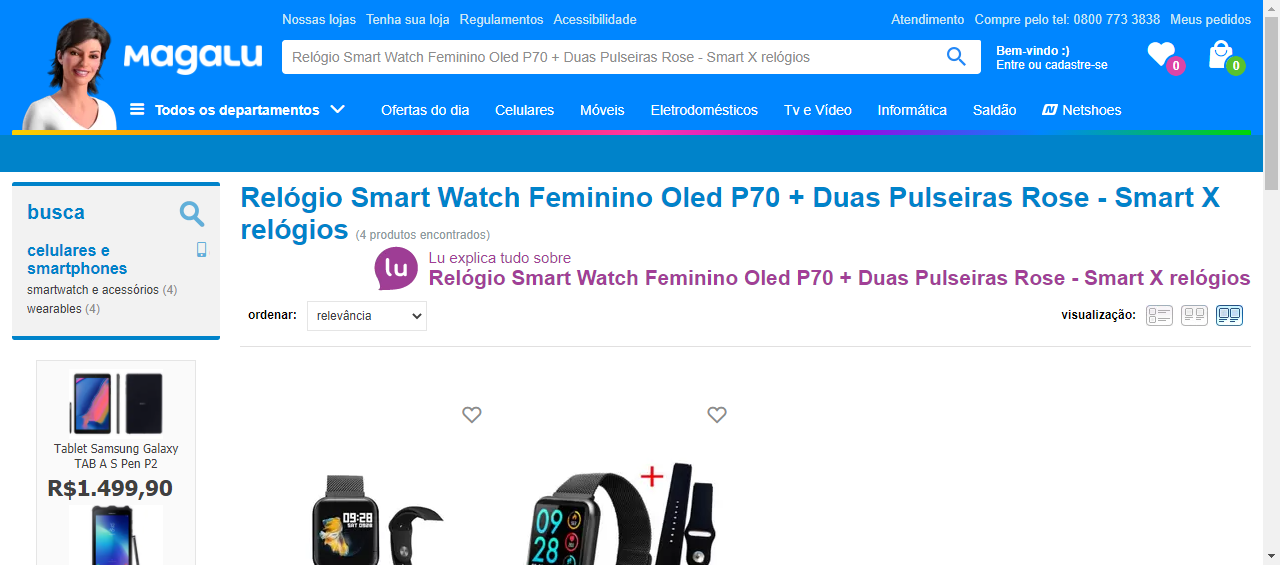 Nossas lojas Tenha sua loja Regulamentos Acessibilidade Atendimento Compre pelo tel: 0800 773 3838 Meus pedidos
MAGALU
Relógio Smart Watch Feminino Oled P70 + Duas Pulseiras Rose - Smart X relógios
Bem-vindo :)
Entre ou cadastre-se
0
0
Todos os departamentos Ofertas do dia Celulares Móveis Eletrodomésticos Tv e Vídeo Informática Saldão N Netshoes
busca
celulares e
smartphones
smartwatch e acessórios (4)
wearables (4)
Tablet Samsung Galaxy
TAB A S Pen P2
R$1.499,90
Relógio Smart Watch Feminino Oled P70 + Duas Pulseiras Rose - Smart X
relógios (4 produtos encontrados)
lu
Lu explica tudo sobre
Relógio Smart Watch Feminino Oled P70 + Duas Pulseiras Rose - Smart X relógios
ordenar: relevância visualização:
09:28
SAT 09/28
09
28